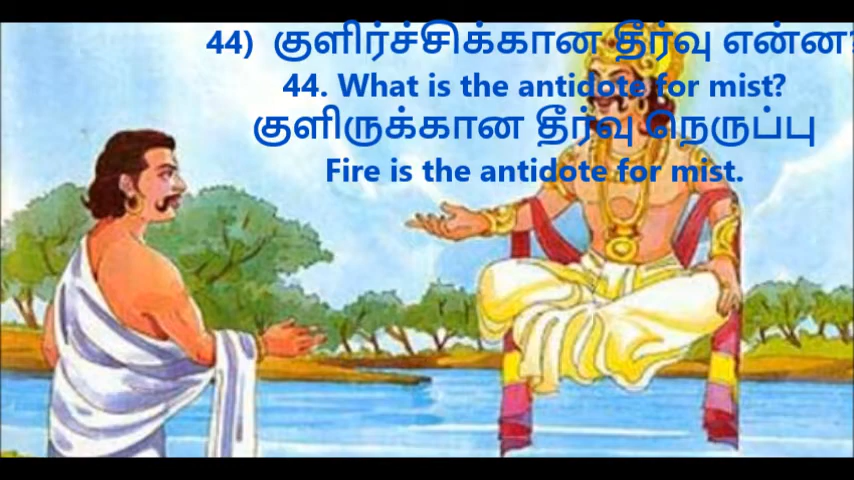 44) குளிர்ச்சிக்கான தீர்வு என்ன?
44. What is the antidote for mist?
குளிருக்கான தீர்வு நெருப்பு
Fire is the antidote for mist.